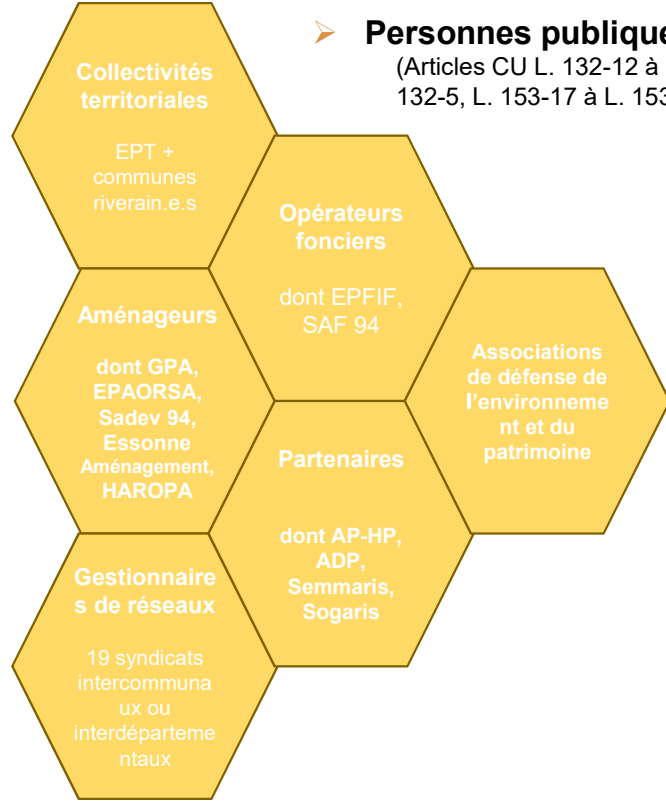 ➢ Personnes publique
(Articles CU L. 132-12 à
132-5, L. 153-17 à L. 153
Collectivités
territoriales
EPT +
communes
riverain.e.s
Opérateurs
fonciers
dont EPFIF,
SAF 94
Aménageurs
dont GPA,
EPAORSA,
Sadev 94,
Essonne
Aménagement,
HAROPA
Associations
de défense de
l'environneme
nt et du
patrimoine
Partenaires
dont AP-HP,
ADP,
Semmaris,
Sogaris
Gestionnaire
s de réseaux
19 syndicats
intercommuna
ux ou
interdéparteme
ntaux